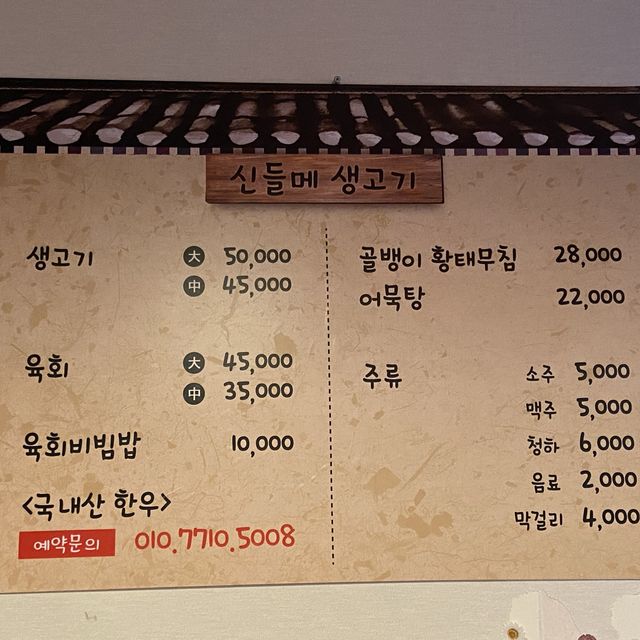 신들메 생고기
생고기 大 50,000
中 45,000
육회 大 45,000
中 35,000
육회비빔밥 10,000
<국내산 한우>
예약문의 010.7710.5008
골뱅이 황태무침 28,000
어묵탕 22,000
주류 소주 5,000
맥주 5,000
청하 6,000
음료 2,000
막걸리 4,000